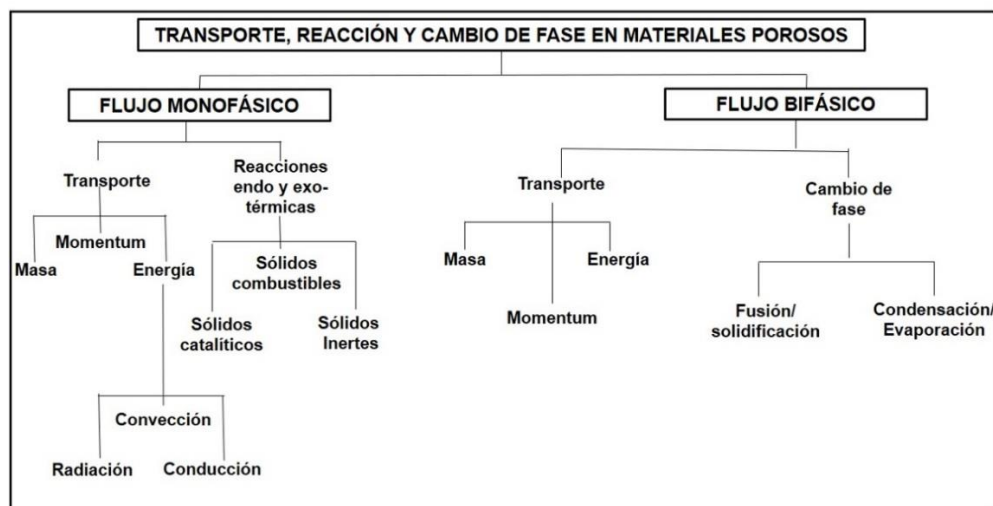 TRANSPORTE, REACCIÓN Y CAMBIO DE FASE EN MATERIALES POROSOS
FLUJO MONOFÁSICO
FLUJO BIFÁSICO
Transporte
Reacciones
endo y exo-
térmicas
Momentum
Masa
Energía
Sólidos
combustibles
Sólidos
catalíticos
Sólidos
Inertes
Convección
Radiación
Conducción
Transporte
Cambio de
fase
Masa
Energía
Momentum
Fusión/
solidificación
Condensación/
Evaporación